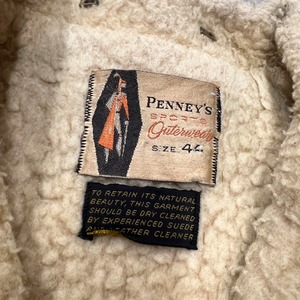 PENNEY'S
SPORTS
Outerwear
SIZE
TO RETAIN ITS NATURAL
BEAUTY, THIS GARMENT
SHOULD BE DRY CLEANED
BY EXPERIENCED SUEDE
LEATHER CLEANER